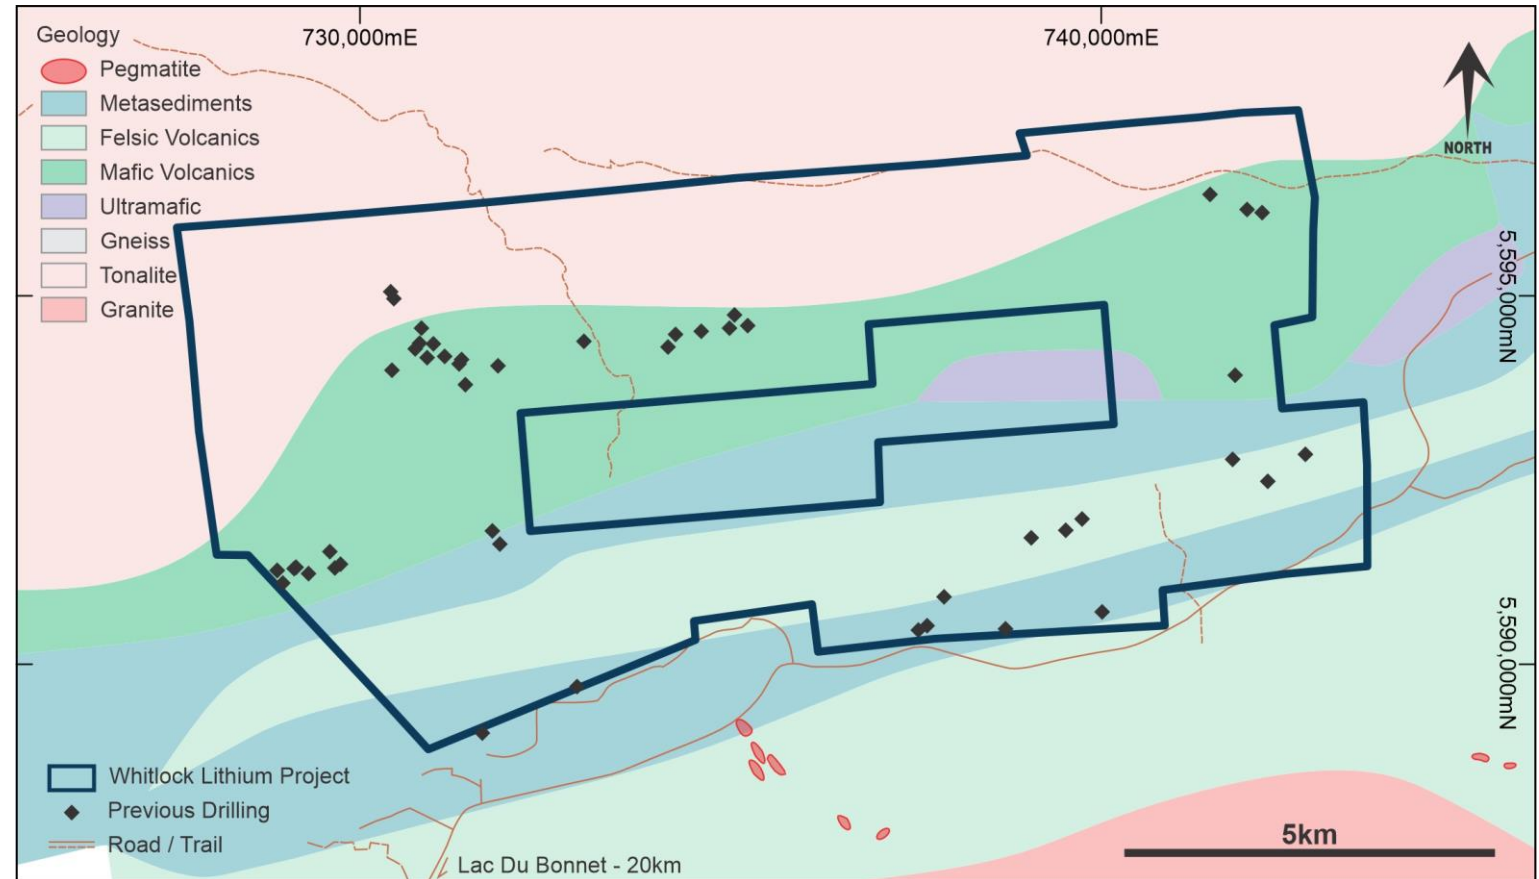 730,000mE
740,000mE
Geology
Pegmatite
Metasediments
Felsic Volcanics
Mafic Volcanics
Ultramafic
Gneiss
Tonalite
Granite
NORTH
5,595,000mN
5,590,000mN
Whitlock Lithium Project
Previous Drilling
Road / Trail
Lac Du Bonnet - 20km
5km